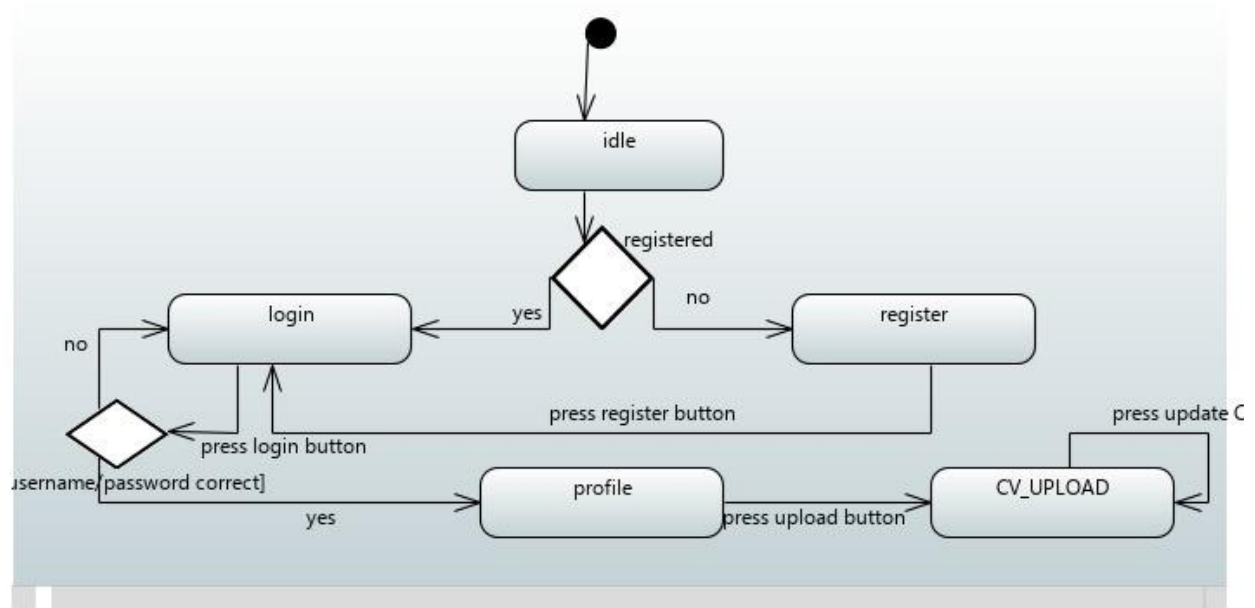 idle
registered
yes
no
login
register
no
press register button
press update C
press login button
username/password correct]
profile
CV_UPLOAD
yes
press upload button